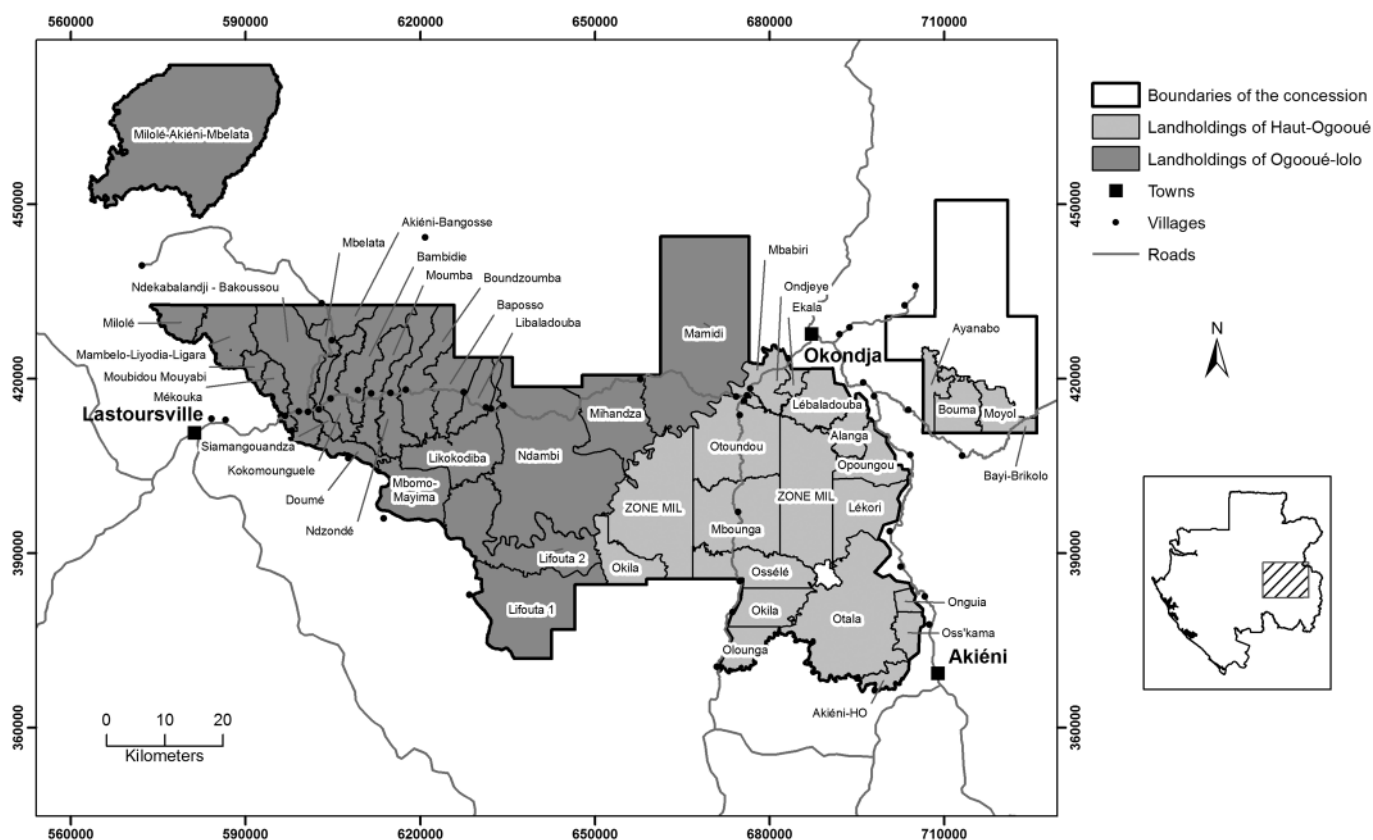 560000
590000
620000
650000
680000
710000
450000
420000
390000
360000
450000
420000
390000
360000
Milolé-Akiéni-Mbelata
Akiéni-Bangosse
Mbelata
Bambidie
Moumba
Ndekabalandji - Bakoussou
Boundzoumba
Baposso
Libaladouba
Milolé
Mambelo-Liyodia-Ligara
Moubidou Mouyabi
Mékouka
Lastoursville
Siamangouandza
Kokomounguele
Doumé
Ndzondé
Likokodiba
Mbomo-
Mayima
Ndambi
Mihandza
Mamidi
Lifouta 2
Lifouta 1
Mbabiri
Ondjeye
Ekala
Okondja
Lébaladouba
Alanga
Opoungou
Otoundou
ZONE MIL
ZONE MIL
Lékori
Mbounga
Okila
Ossélé
Okila
Otala
Olounga
Onguia
Oss'kama
Akiéni
Akiéni-HO
Ayanabo
Bouma
Moyol
Bayi-Brikolo
0 10 20
Kilometers
560000
590000
620000
650000
680000
710000
Boundaries of the concession
Landholdings of Haut-Ogooué
Landholdings of Ogooué-lolo
Towns
Villages
Roads
N